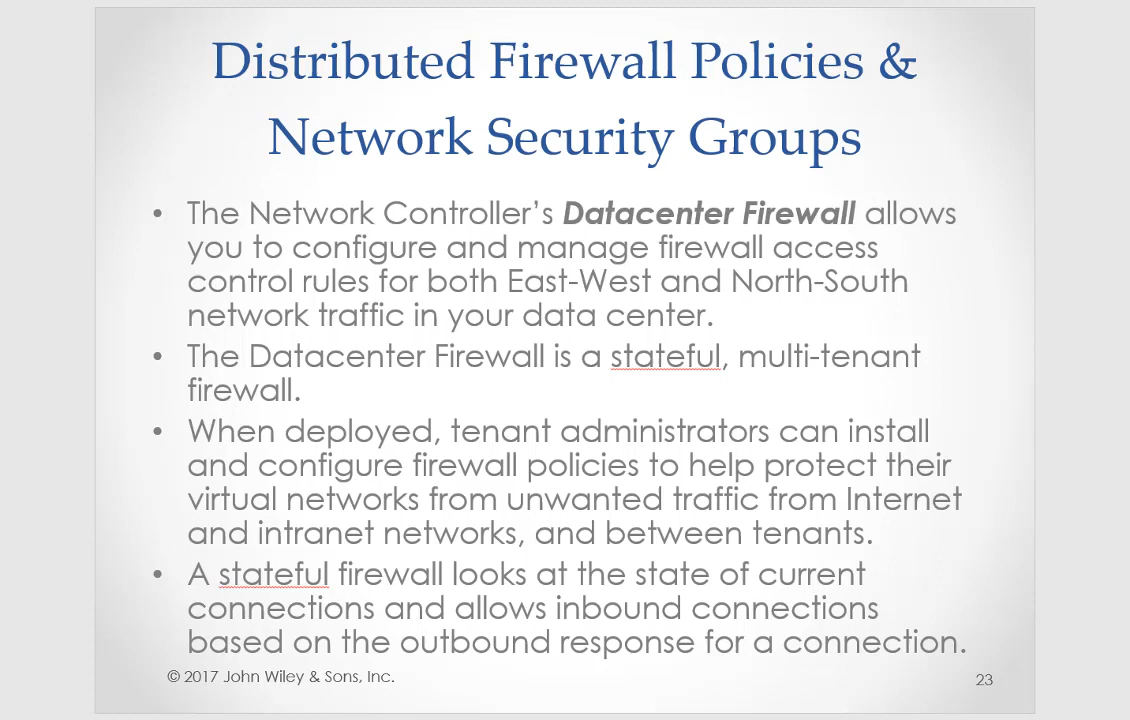 Distributed Firewall Policies &
Network Security Groups
• The Network Controller’s Datacenter Firewall allows
you to configure and manage firewall access
control rules for both East-West and North-South
network traffic in your data center.
• The Datacenter Firewall is a stateful, multi-tenant
firewall.
• When deployed, tenant administrators can install
and configure firewall policies to help protect their
virtual networks from unwanted traffic from Internet
and intranet networks, and between tenants.
• A stateful firewall looks at the state of current
connections and allows inbound connections
based on the outbound response for a connection.
© 2017 John Wiley & Sons, Inc.
23